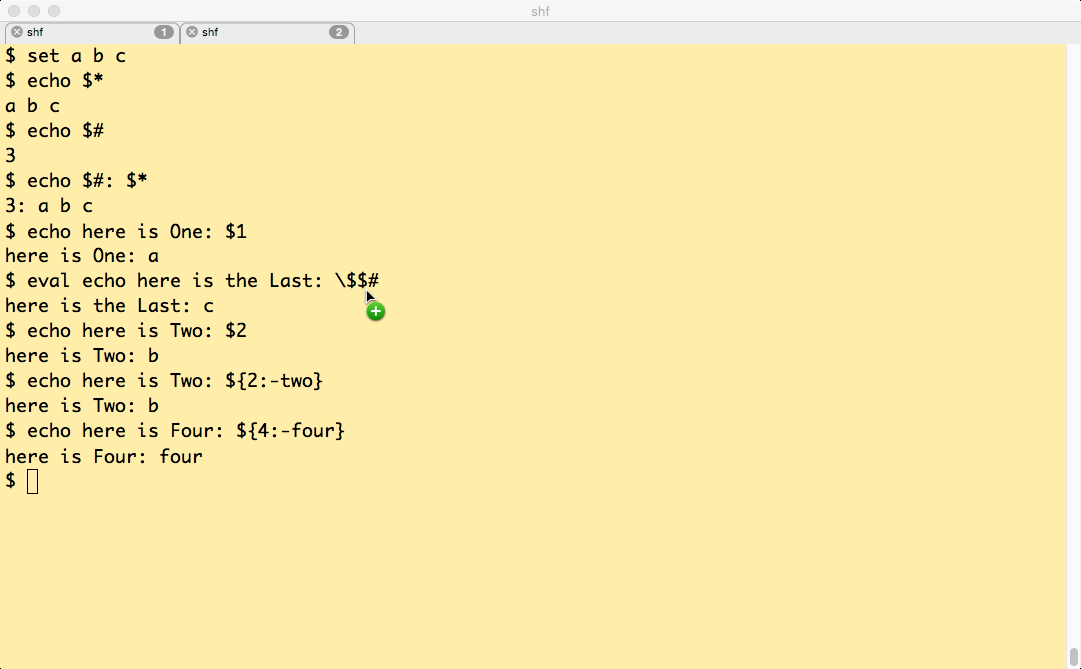 shf
shf 1 shf 2
$ set a b c
$ echo $*
a b c
$ echo $#
3
$ echo $#: $*
3: a b c
$ echo here is One: $1
here is One: a
$ eval echo here is the Last: \$$#
here is the Last: c
$ echo here is Two: $2
here is Two: b
$ echo here is Two: ${2:-two}
here is Two: b
$ echo here is Four: ${4:-four}
here is Four: four
$